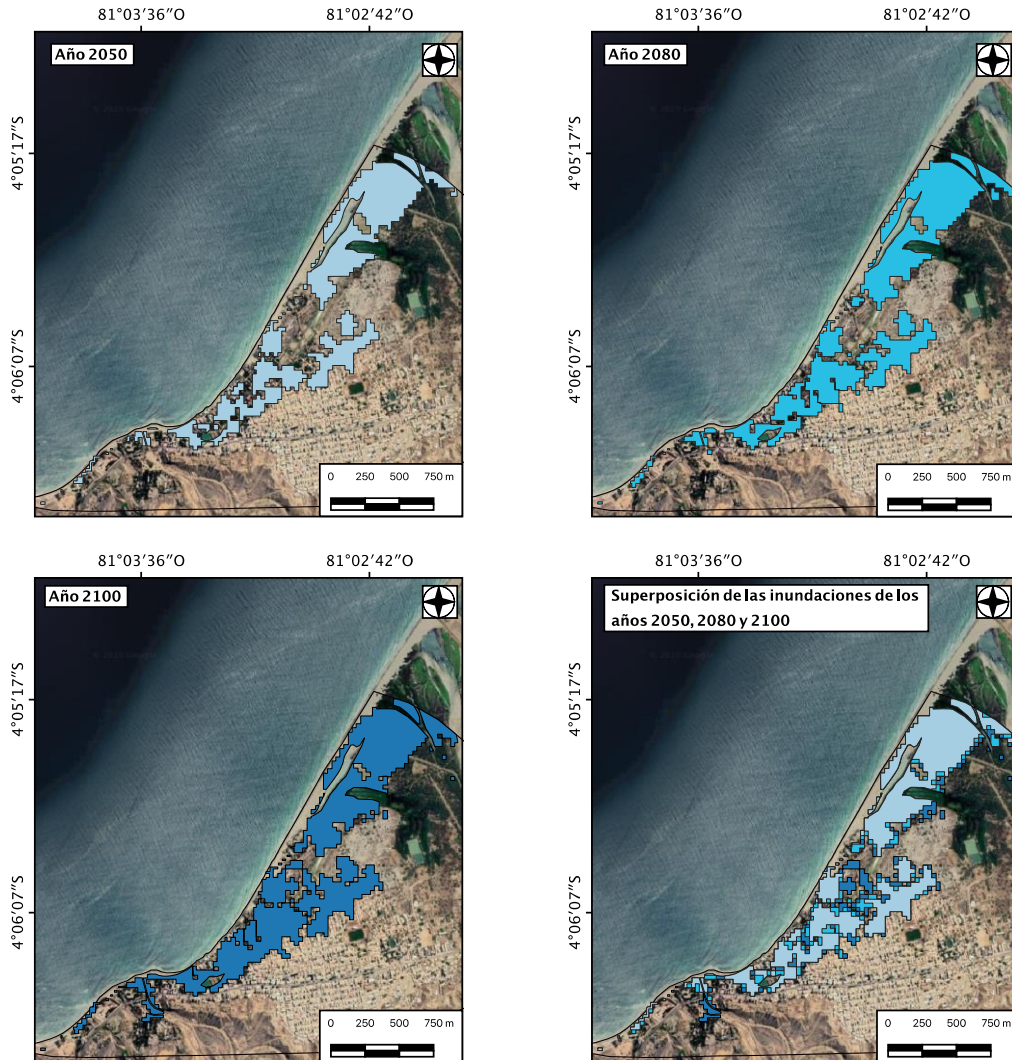 81°03'36"O 81°02'42"O
Año 2050
4°05'17"S
4°06'07"S
0 250 500 750 m
81°03'36"O 81°02'42"O
Año 2080
4°05'17"S
4°06'07"S
0 250 500 750 m
81°03'36"O 81°02'42"O
Año 2100
4°05'17"S
4°06'07"S
0 250 500 750 m
81°03'36"O 81°02'42"O
Superposición de las inundaciones de los
años 2050, 2080 y 2100
4°05'17"S
4°06'07"S
0 250 500 750 m